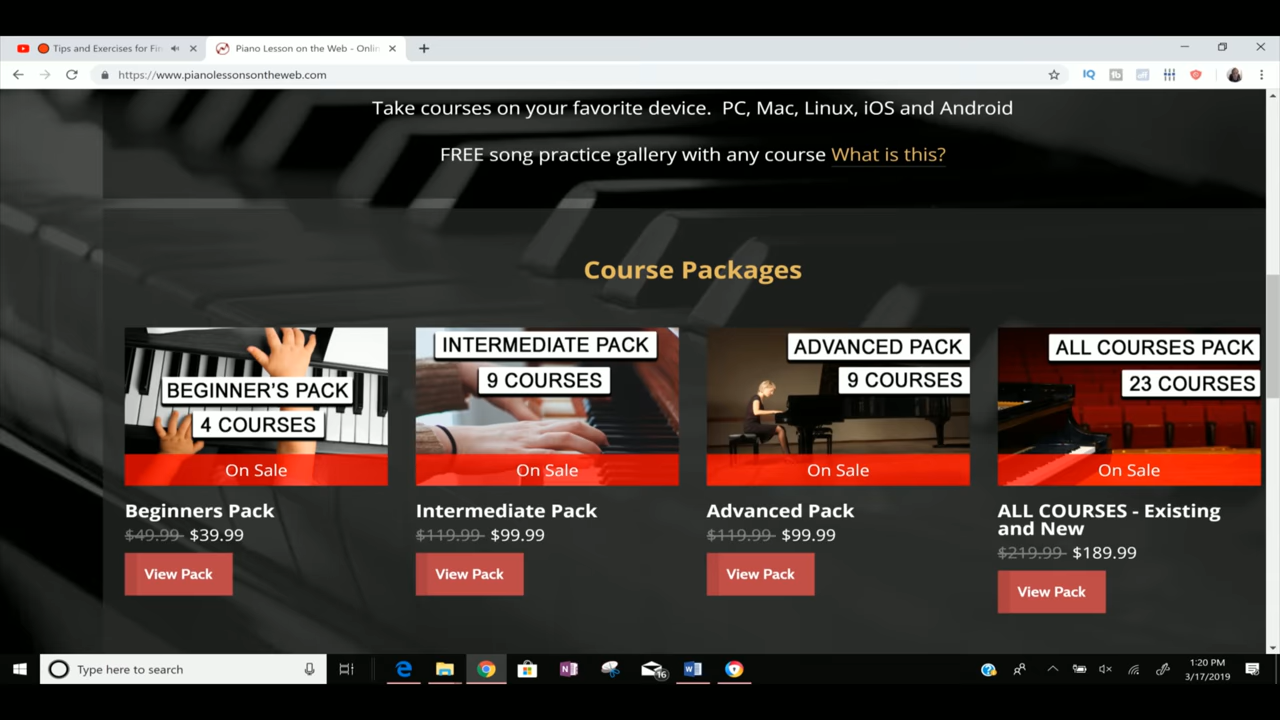 Tips and Exercises for Fin
Piano Lesson on the Web - Onlin
https://www.pianolessonsontheweb.com
Take courses on your favorite device. PC, Mac, Linux, iOS and Android
FREE song practice gallery with any course What is this?
Course Packages
BEGINNER'S PACK
4 COURSES
On Sale
Beginners Pack
$49.99 $39.99
View Pack
INTERMEDIATE PACK
9 COURSES
On Sale
Intermediate Pack
$119.99 $99.99
View Pack
ADVANCED PACK
9 COURSES
On Sale
Advanced Pack
$119.99 $99.99
View Pack
ALL COURSES PACK
23 COURSES
On Sale
ALL COURSES - Existing
and New
$219.99 $189.99
View Pack
Type here to search
16
1:20 PM
3/17/2019